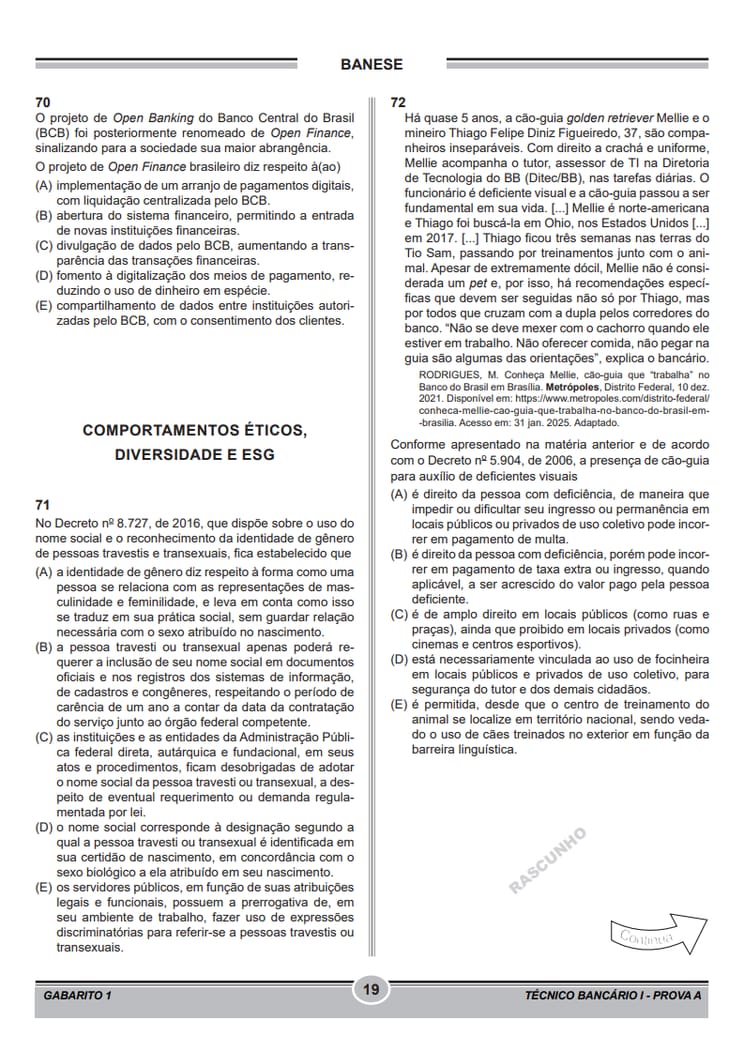 BANESE
70
O projeto de Open Banking do Banco Central do Brasil
(BCB) foi posteriormente renomeado de Open Finance,
sinalizando para a sociedade sua maior abrangência.
O projeto de Open Finance brasileiro diz respeito à(ao)
(A) implementação de um arranjo de pagamentos digitais,
com liquidação centralizada pelo BCB.
(B) abertura do sistema financeiro, permitindo a entrada
de novas instituições financeiras.
(C) divulgação de dados pelo BCB, aumentando a trans-
parência das transações financeiras.
(D) fomento à digitalização dos meios de pagamento, re-
duzindo o uso de dinheiro em espécie.
(E) compartilhamento de dados entre instituições autori-
zadas pelo BCB, com o consentimento dos clientes.
COMPORTAMENTOS ÉTICOS,
DIVERSIDADE E ESG
71
No Decreto nº 8.727, de 2016, que dispõe sobre o uso do
nome social e o reconhecimento da identidade de gênero
de pessoas travestis e transexuais, fica estabelecido que
(A) a identidade de gênero diz respeito à forma como uma
pessoa se relaciona com as representações de mas-
culinidade e feminilidade, e leva em conta como isso
se traduz em sua prática social, sem guardar relação
necessária com o sexo atribuído no nascimento.
(B) a pessoa travesti ou transexual apenas poderá re-
querer a inclusão de seu nome social em documentos
oficiais e nos registros dos sistemas de informação,
de cadastros e congêneres, respeitando o período de
carência de um ano a contar da data da contratação
do serviço junto ao órgão federal competente.
(C) as instituições e as entidades da Administração Públi-
ca federal direta, autárquica e fundacional, em seus
atos e procedimentos, ficam desobrigadas de adotar
o nome social da pessoa travesti ou transexual, a des-
peito de eventual requerimento ou demanda regula-
mentada por lei.
(D) o nome social corresponde à designação segundo a
qual a pessoa travesti ou transexual é identificada em
sua certidão de nascimento, em concordância com o
sexo biológico a ela atribuído em seu nascimento.
(E) os servidores públicos, em função de suas atribuições
legais e funcionais, possuem a prerrogativa de, em
seu ambiente de trabalho, fazer uso de expressões
discriminatórias para referir-se a pessoas travestis ou
transexuais.
72
Há quase 5 anos, a cão-guia golden retriever Mellie e o
mineiro Thiago Felipe Diniz Figueiredo, 37, são compa-
nheiros inseparáveis. Com direito a crachá e uniforme,
Mellie acompanha o tutor, assessor de TI na Diretoria
de Tecnologia do BB (Ditec/BB), nas tarefas diárias. O
funcionário é deficiente visual e a cão-guia passou a ser
fundamental em sua vida. [...] Mellie é norte-americana
e Thiago foi buscá-la em Ohio, nos Estados Unidos [...]
em 2017. [...] Thiago ficou três semanas nas terras do
Tio Sam, passando por treinamentos junto com o ani-
mal. Apesar de extremamente dócil, Mellie não é consi-
derada um pet e, por isso, há recomendações especí-
ficas que devem ser seguidas não só por Thiago, mas
por todos que cruzam com a dupla pelos corredores do
banco. “Não se deve mexer com o cachorro quando ele
estiver em trabalho. Não oferecer comida, não pegar na
guia são algumas das orientações”, explica o bancário.
RODRIGUES, M. Conheça Mellie, cão-guia que “trabalha” no
Banco do Brasil em Brasília. Metrópoles, Distrito Federal, 10 dez.
2021. Disponível em: https://www.metropoles.com/distrito-federal/
conheca-mellie-cao-guia-que-trabalha-no-banco-do-brasil-em-
-brasilia. Acesso em: 31 jan. 2025. Adaptado.
Conforme apresentado na matéria anterior e de acordo
com o Decreto nº 5.904, de 2006, a presença de cão-guia
para auxílio de deficientes visuais
(A) é direito da pessoa com deficiência, de maneira que
impedir ou dificultar seu ingresso ou permanência em
locais públicos ou privados de uso coletivo pode incor-
rer em pagamento de multa.
(B) é direito da pessoa com deficiência, porém pode incor-
rer em pagamento de taxa extra ou ingresso, quando
aplicável, a ser acrescido do valor pago pela pessoa
deficiente.
(C) é de amplo direito em locais públicos (como ruas e
praças), ainda que proibido em locais privados (como
cinemas e centros esportivos).
(D) está necessariamente vinculada ao uso de focinheira
em locais públicos e privados de uso coletivo, para
segurança do tutor e dos demais cidadãos.
(E) é permitida, desde que o centro de treinamento do
animal se localize em território nacional, sendo veda-
do o uso de cães treinados no exterior em função da
barreira linguística.
RASCUNHO
Continua
GABARITO 1
19
TÉCNICO BANCÁRIO I - PROVA A